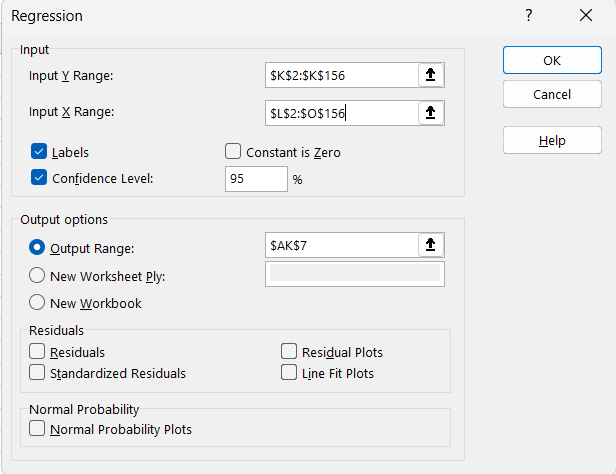 Regression ?
Input
Input Y Range: $K$2:$K$156
Input X Range: $L$2:$O$156
Labels Constant is Zero
Confidence Level: 95 %
OK
Cancel
Help
Output options
Output Range: $AK$7
New Worksheet Ply:
New Workbook
Residuals
Residuals Residual Plots
Standardized Residuals Line Fit Plots
Normal Probability
Normal Probability Plots